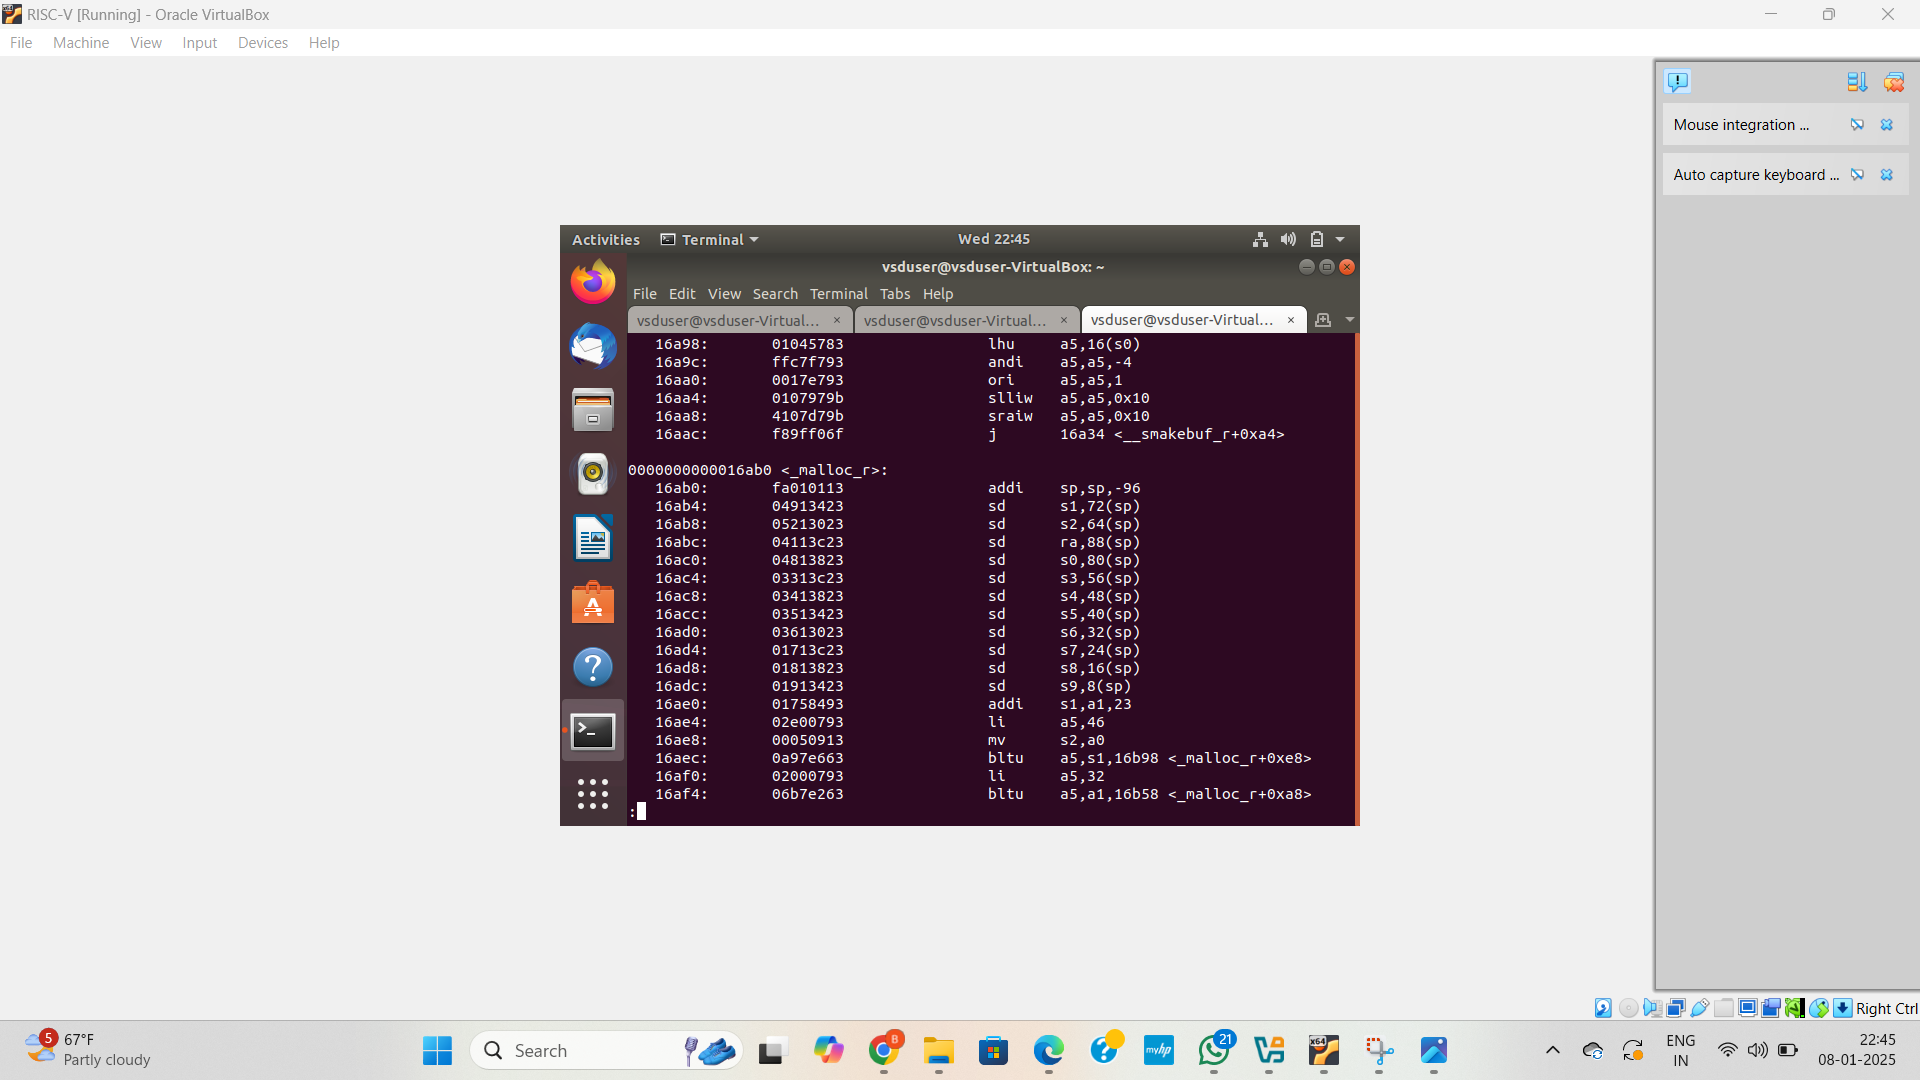 RISC-V [Running] - Oracle VirtualBox
File Machine View Input Devices Help
Mouse integration ...
Auto capture keyboard ...
Activities Terminal Wed 22:45
vsduser@vsduser-VirtualBox: ~
File Edit View Search Terminal Tabs Help
vsduser@vsduser-Virtual... × vsduser@vsduser-Virtual... × vsduser@vsduser-Virtual... ×
16a98: 01045783 lhu a5,16(s0)
16a9c: ffc7f793 andi a5,a5,-4
16aa0: 0017e793 ori a5,a5,1
16aa4: 0107979b slliw a5,a5,0x10
16aa8: 4107d79b sraiw a5,a5,0x10
16aac: f89ff06f j 16a34 <__smakebuf_r+0xa4>
0000000000016ab0 <_malloc_r>:
16ab0: fa010113 addi sp,sp,-96
16ab4: 04913423 sd s1,72(sp)
16ab8: 05213023 sd s2,64(sp)
16abc: 04113c23 sd ra,88(sp)
16ac0: 04813823 sd s0,80(sp)
16ac4: 03313c23 sd s3,56(sp)
16ac8: 03413823 sd s4,48(sp)
16acc: 03513423 sd s5,40(sp)
16ad0: 03613023 sd s6,32(sp)
16ad4: 01713c23 sd s7,24(sp)
16ad8: 01813823 sd s8,16(sp)
16adc: 01913423 sd s9,8(sp)
16ae0: 01758493 addi s1,a1,23
16ae4: 02e00793 li a5,46
16ae8: 00050913 mv s2,a0
16aec: 0a97e663 bltu a5,s1,16b98 <_malloc_r+0xe8>
16af0: 02000793 li a5,32
16af4: 06b7e263 bltu a5,a1,16b58 <_malloc_r+0xa8>
:
Right Ctrl
5 67°F
Partly cloudy
Search
B
myhp
21
x64
ENG
IN
22:45
08-01-2025